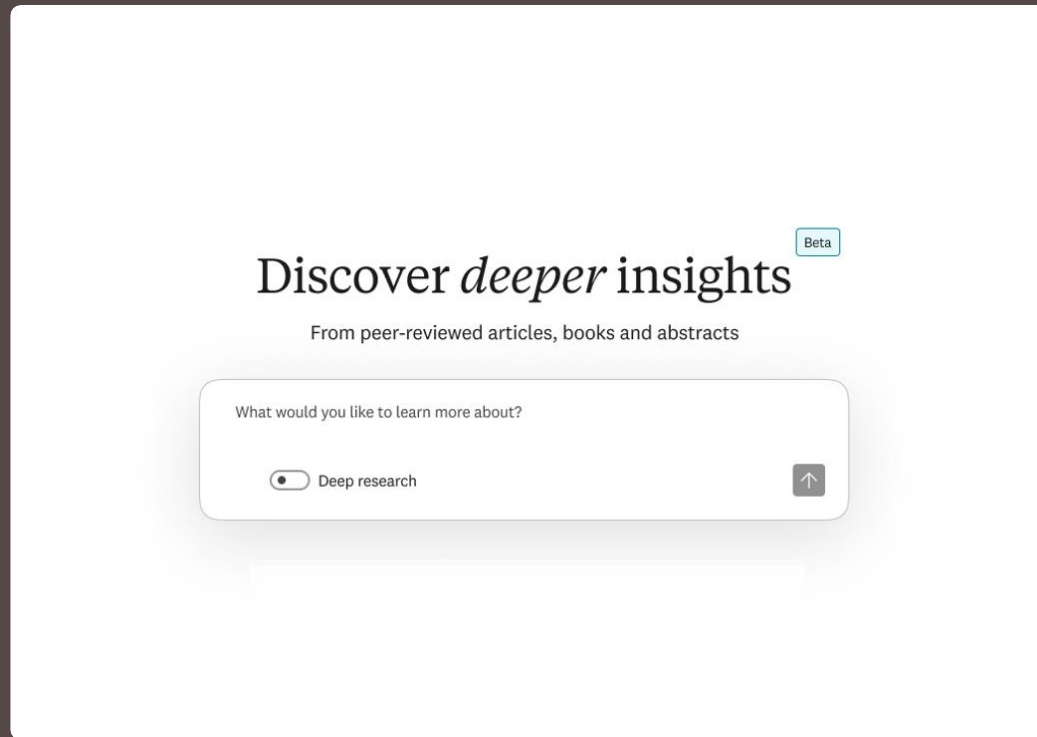 Beta
Discover deeper insights
From peer-reviewed articles, books and abstracts
What would you like to learn more about?
Deep research